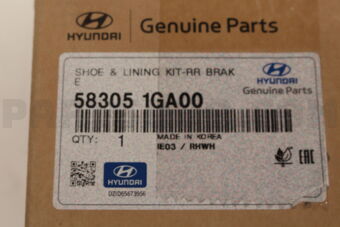 HYUNDAI
Genuine Parts
SHOE & LINING KIT-RR BRAK
E
HYUNDAI
Genuine Parts
58305 1GA00
QTY: 1
MADE IN KOREA
IE03 / RHWH
HYUNDAI
EAC